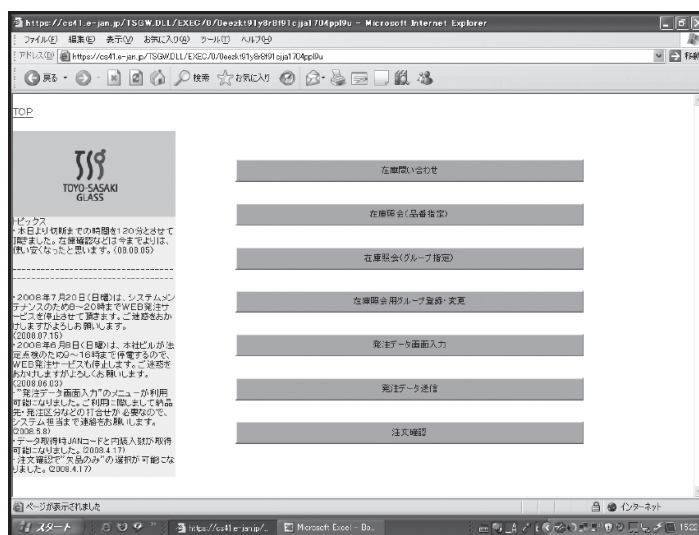 https://cs41.e-jan.jp/TSGW.DLL/EXEC/0/0eezkt91y8r8f91cjja1704ppl9u - Microsoft Internet Explorer
ファイル(F) 編集(E) 表示(V) お気に入り(A) ツール(T) ヘルプ(H)
アドレス(D) https://cs41.e-jan.jp/TSGW.DLL/EXEC/0/0eezkt91y8r8f91cjja1704ppl9u 移動
戻る 検索 お気に入り
TOP
TOYO-SASAKI
GLASS
トピックス
・本日より切断までの時間を120分とさせて
頂きました。在庫確認などは今までよりは、
使い安くなったと思います。(08.08.05)
--------------------------------
--------------------------------
・2008年7月20日(日曜)は、システムメン
テナンスのため8～20時までWEB発注サ
ービスを停止させて頂きます。ご迷惑をおか
けしますがよろしくお願いします。
(2008.07.15)
・2008年6月8日(日曜)は、本社ビルが法
定点検のため9～16時まで停電するので、
WEB発注サービスも停止します。ご迷惑を
おかけしますがよろしくお願いします。
(2008.06.03)
・"発注データ画面入力"のメニューが利用
可能になりました。ご利用に際しまして納品
先・発注区分などの打合せが必要なので、
システム担当まで連絡をお願いします。
(2008.5.8)
・データ取得時JANコードと内装入数が取得
可能になりました。(2008.4.17)
・注文確認で"欠品のみ"の選択が可能にな
りました。(2008.4.17)
在庫問い合わせ
在庫照会(品番指定)
在庫照会(グループ指定)
在庫照会用グループ登録・変更
発注データ画面入力
発注データ送信
注文確認
ページが表示されました インターネット
スタート https://cs41.e-jan.jp/... Microsoft Excel - Bo... 15:22